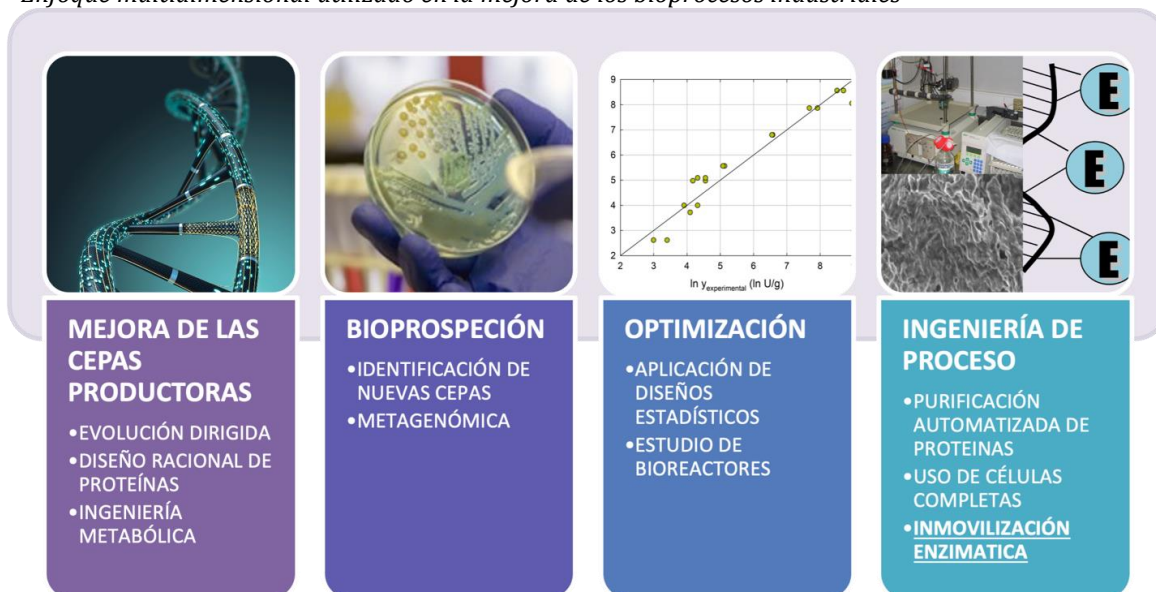 Enfoque multidimensional utilizado en la mejora de los bioprocesos industriales
9
8
7
6
5
4
3
2
2 3 4 5 6 7 8
ln y experimental (ln U/g)
E
E
E
MEJORA DE LAS
CEPAS
PRODUCTORAS
•EVOLUCIÓN DIRIGIDA
•DISEÑO RACIONAL DE
PROTEÍNAS
•INGENIERÍA
METABÓLICA
BIOPROSPECIÓN
•IDENTIFICACIÓN DE
NUEVAS CEPAS
•METAGENÓMICA
OPTIMIZACIÓN
•APLICACIÓN DE
DISEÑOS
ESTADÍSTICOS
•ESTUDIO DE
BIOREACTORES
INGENIERÍA DE
PROCESO
•PURIFICACIÓN
AUTOMATIZADA DE
PROTEINAS
•USO DE CÉLULAS
COMPLETAS
•INMOVILIZACIÓN
ENZIMATICA